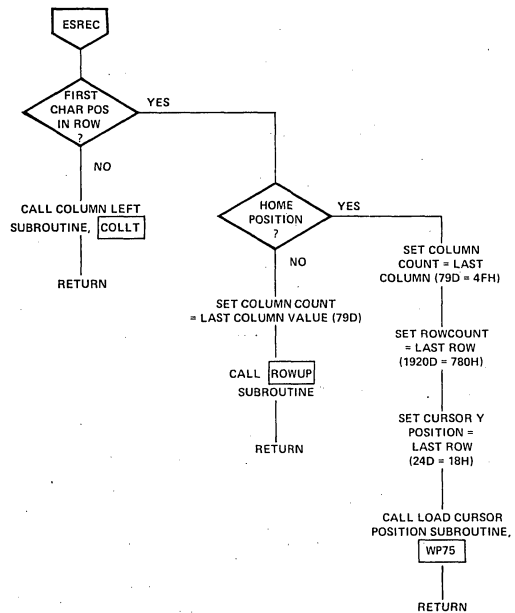 ESREC
FIRST
CHAR POS
IN ROW
?
YES
NO
CALL COLUMN LEFT
SUBROUTINE, COLLT
RETURN
HOME
POSITION
?
YES
NO
SET COLUMN COUNT
= LAST COLUMN VALUE (79D)
CALL ROWUP
SUBROUTINE
RETURN
SET COLUMN
COUNT = LAST
COLUMN (79D = 4FH)
SET ROWCOUNT
= LAST ROW
(1920D = 780H)
SET CURSOR Y
POSITION =
LAST ROW
(24D = 18H)
CALL LOAD CURSOR
POSITION SUBROUTINE,
WP75
RETURN